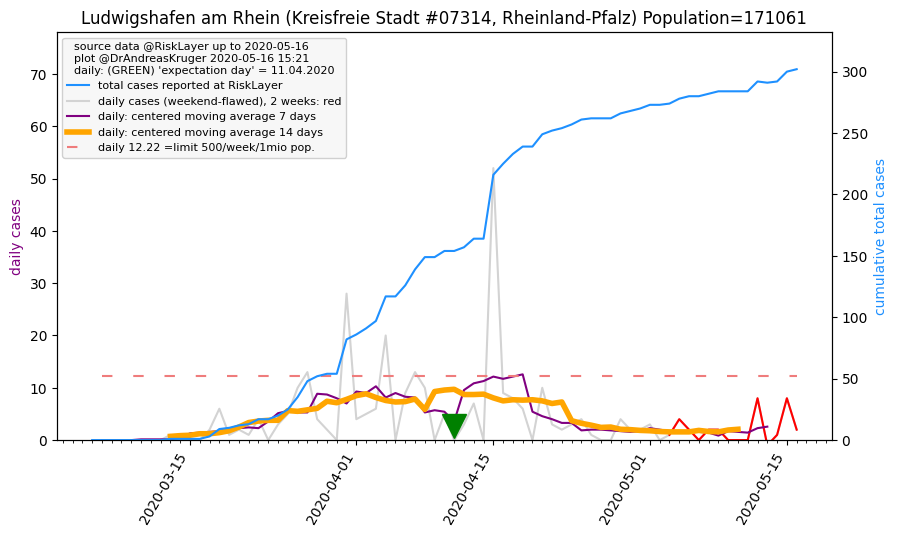 Ludwigshafen am Rhein (Kreisfreie Stadt #07314, Rheinland-Pfalz) Population=171061
source data @RiskLayer up to 2020-05-16
plot @DrAndreasKruger 2020-05-16 15:21
daily: (GREEN) 'expectation day' = 11.04.2020
total cases reported at RiskLayer
daily cases (weekend-flawed), 2 weeks: red
daily: centered moving average 7 days
daily: centered moving average 14 days
daily 12.22 =limit 500/week/1mio pop.
daily cases
70
60
50
40
30
20
10
0
300
250
200
150
100
50
0
cumulative total cases
2020-03-15
2020-04-01
2020-04-15
2020-05-01
2020-05-15